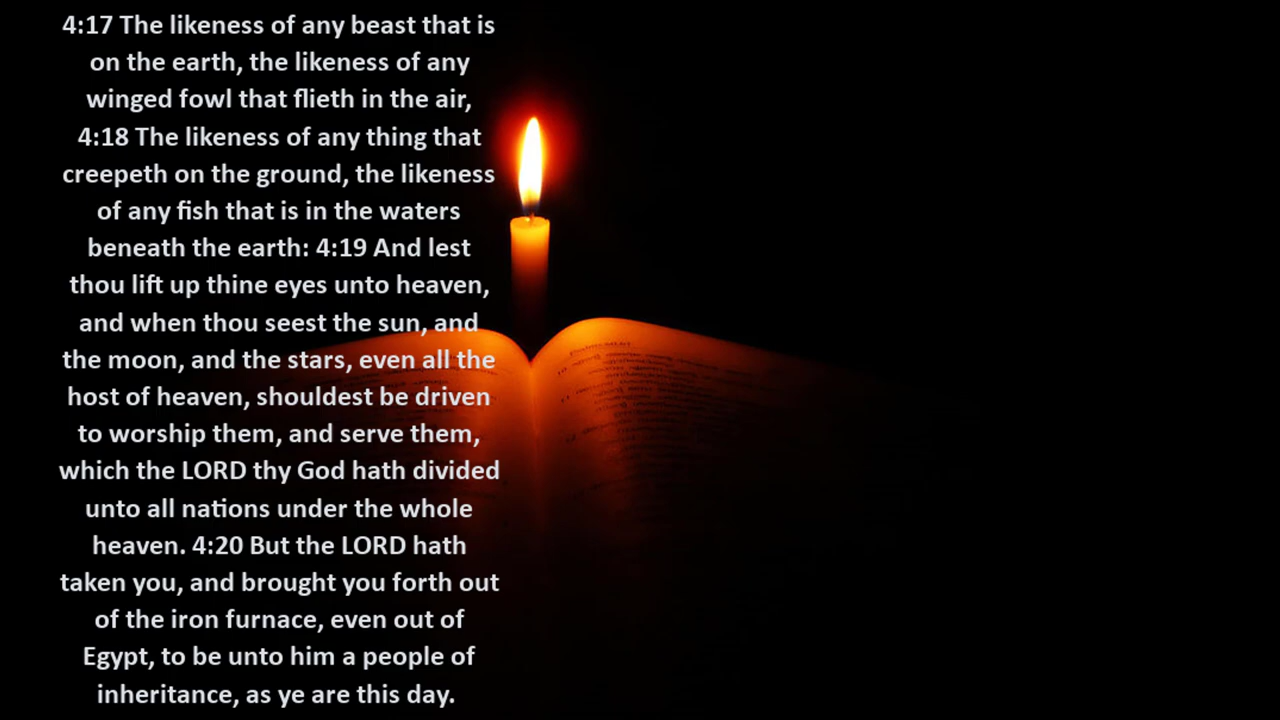 4:17 The likeness of any beast that is
on the earth, the likeness of any
winged fowl that flieth in the air,
4:18 The likeness of any thing that
creepeth on the ground, the likeness
of any fish that is in the waters
beneath the earth: 4:19 And lest
thou lift up thine eyes unto heaven,
and when thou seest the sun, and
the moon, and the stars, even all the
host of heaven, shouldest be driven
to worship them, and serve them,
which the LORD thy God hath divided
unto all nations under the whole
heaven. 4:20 But the LORD hath
taken you, and brought you forth out
of the iron furnace, even out of
Egypt, to be unto him a people of
inheritance, as ye are this day.